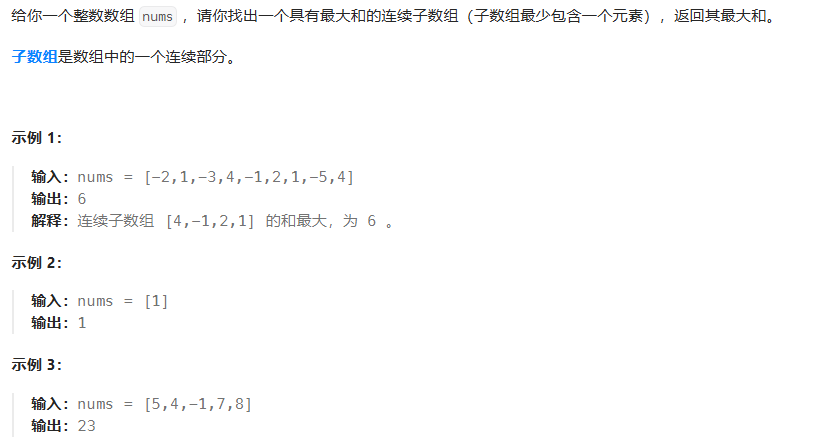 给你一个整数数组 nums ，请你找出一个具有最大和的连续子数组（子数组最少包含一个元素），返回其最大和。
子数组是数组中的一个连续部分。
示例 1：
输入：nums = [-2,1,-3,4,-1,2,1,-5,4]
输出：6
解释：连续子数组 [4,-1,2,1] 的和最大，为 6 。
示例 2：
输入：nums = [1]
输出：1
示例 3：
输入：nums = [5,4,-1,7,8]
输出：23